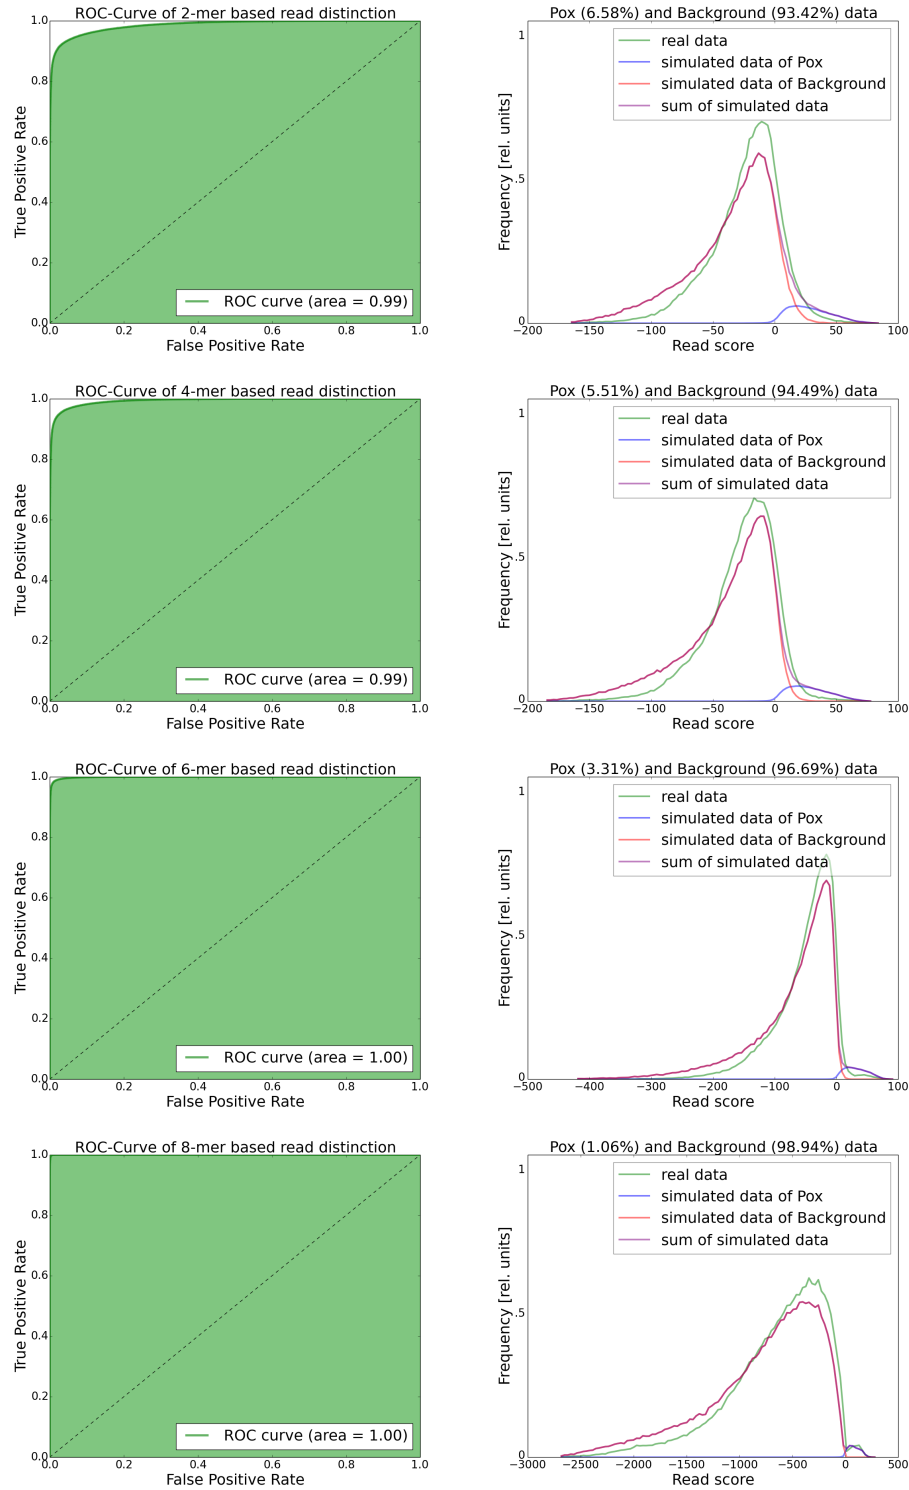 ROC-Curve of 2-mer based read distinction
True Positive Rate
1.0
0.8
0.6
0.4
0.2
0.0
ROC curve (area = 0.99)
0.0 0.2 0.4 0.6 0.8 1.0
False Positive Rate
Pox (6.58%) and Background (93.42%) data
Frequency [rel. units]
1
.5
0
real data
simulated data of Pox
simulated data of Background
sum of simulated data
−200 −150 −100 −50 0 50 100
Read score
ROC-Curve of 4-mer based read distinction
True Positive Rate
1.0
0.8
0.6
0.4
0.2
0.0
ROC curve (area = 0.99)
0.0 0.2 0.4 0.6 0.8 1.0
False Positive Rate
Pox (5.51%) and Background (94.49%) data
Frequency [rel. units]
1
.5
0
real data
simulated data of Pox
simulated data of Background
sum of simulated data
−200 −150 −100 −50 0 50 100
Read score
ROC-Curve of 6-mer based read distinction
True Positive Rate
1.0
0.8
0.6
0.4
0.2
0.0
ROC curve (area = 1.00)
0.0 0.2 0.4 0.6 0.8 1.0
False Positive Rate
Pox (3.31%) and Background (96.69%) data
Frequency [rel. units]
1
.5
0
real data
simulated data of Pox
simulated data of Background
sum of simulated data
−500 −400 −300 −200 −100 0 100
Read score
ROC-Curve of 8-mer based read distinction
True Positive Rate
1.0
0.8
0.6
0.4
0.2
0.0
ROC curve (area = 1.00)
0.0 0.2 0.4 0.6 0.8 1.0
False Positive Rate
Pox (1.06%) and Background (98.94%) data
Frequency [rel. units]
1
.5
0
real data
simulated data of Pox
simulated data of Background
sum of simulated data
−3000 −2500 −2000 −1500 −1000 −500 0 500
Read score